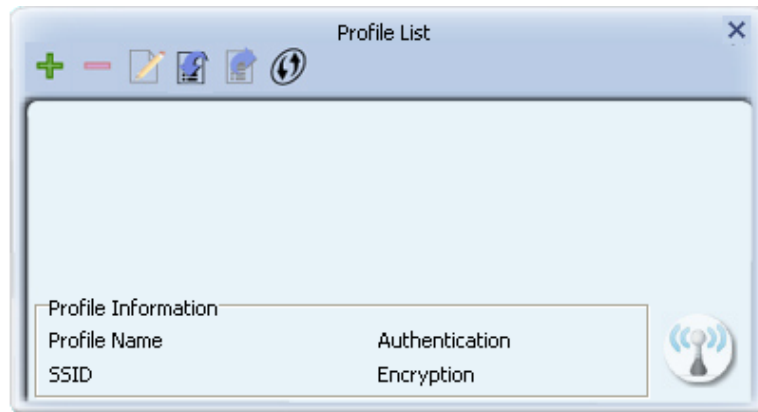 Profile List
Profile Information
Profile Name Authentication
SSID Encryption